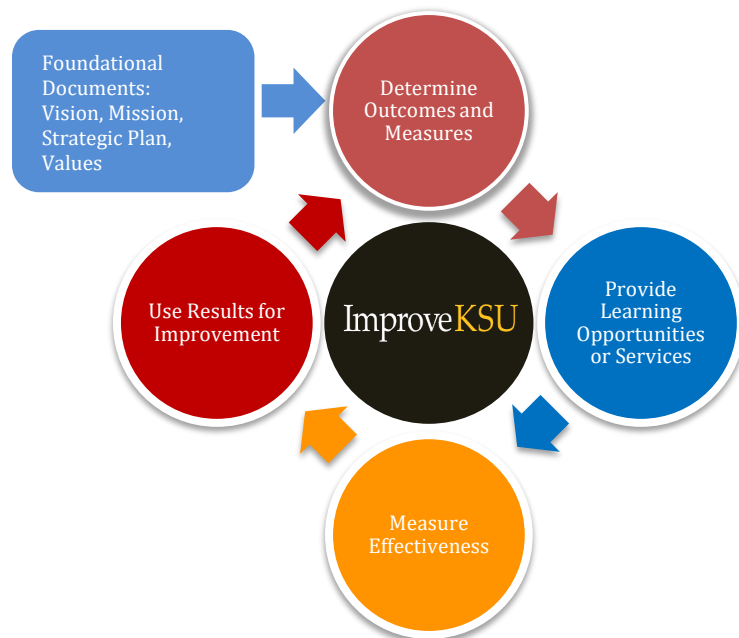 Foundational
Documents:
Vision, Mission,
Strategic Plan,
Values
Determine
Outcomes and
Measures
Provide
Learning
Opportunities
or Services
Measure
Effectiveness
Use Results for
Improvement
ImproveKSU